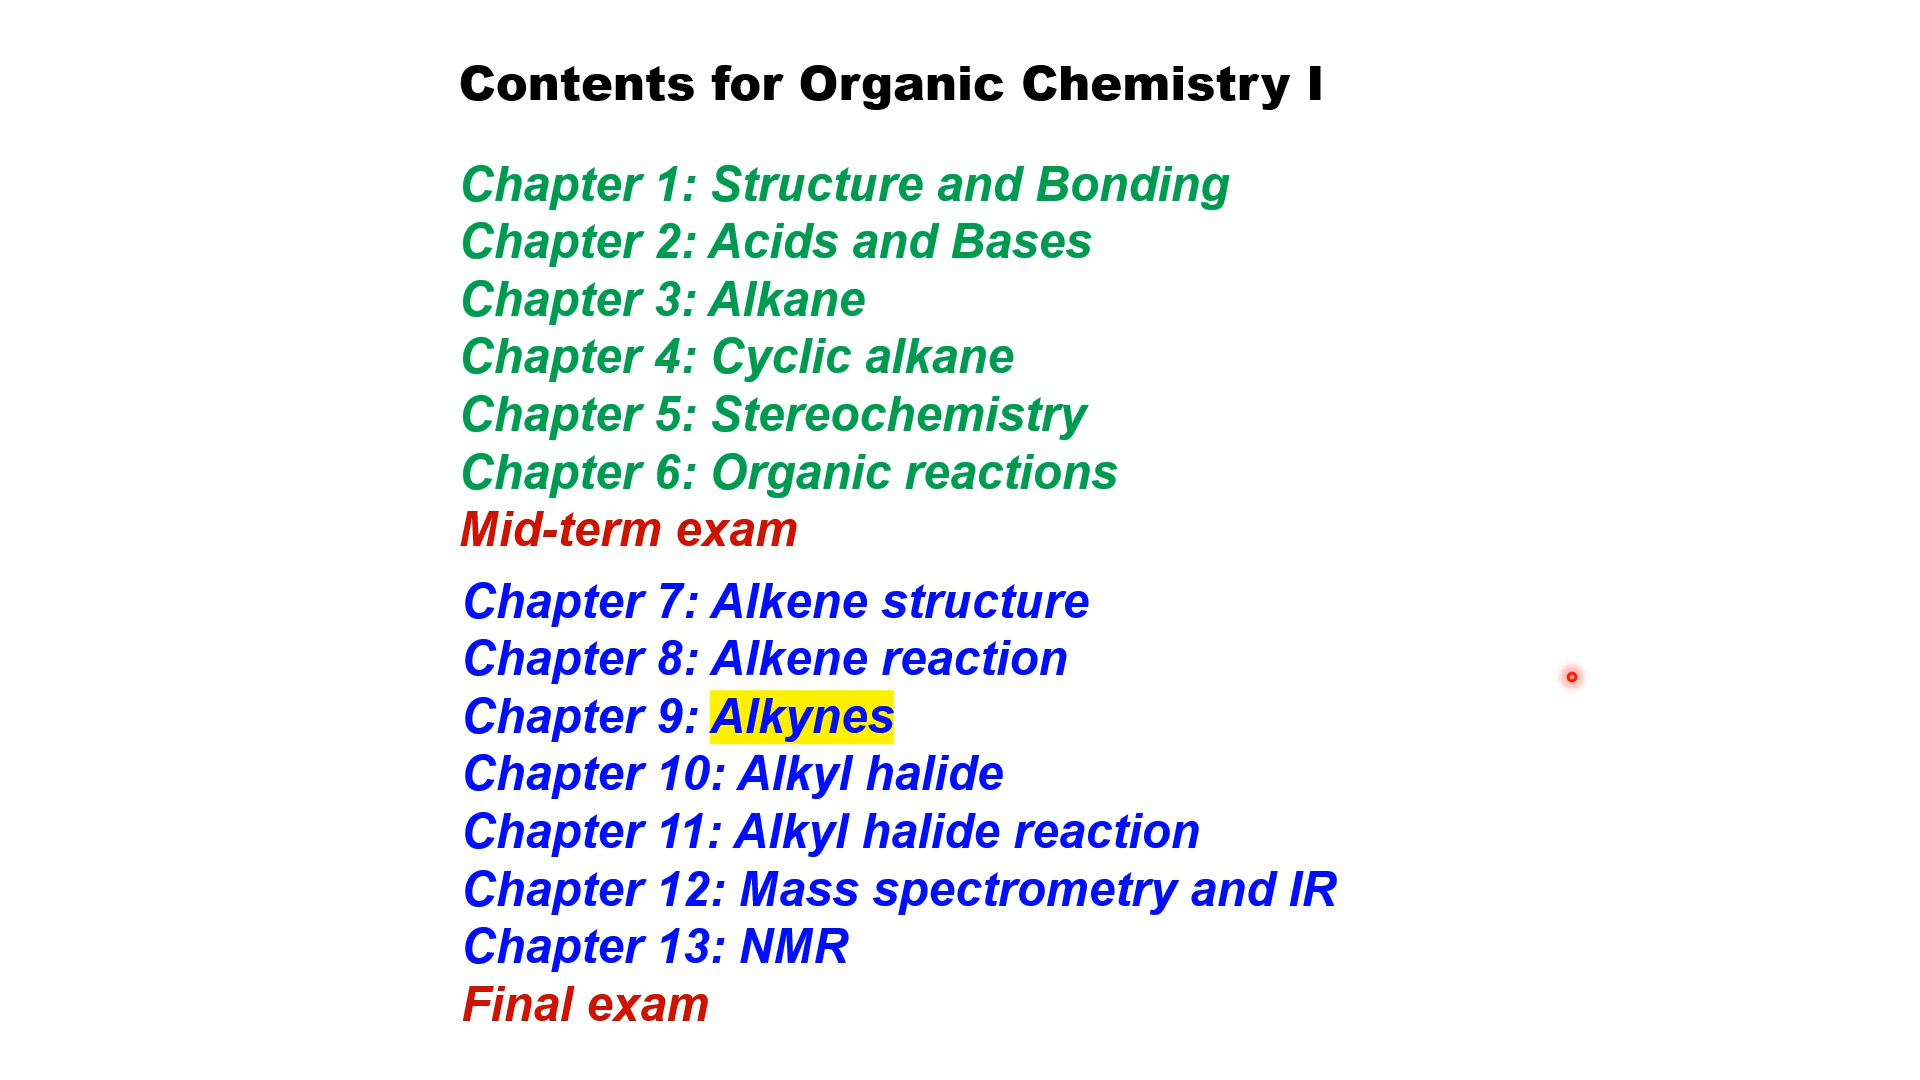 Contents for Organic Chemistry I
Chapter 1: Structure and Bonding
Chapter 2: Acids and Bases
Chapter 3: Alkane
Chapter 4: Cyclic alkane
Chapter 5: Stereochemistry
Chapter 6: Organic reactions
Mid-term exam
Chapter 7: Alkene structure
Chapter 8: Alkene reaction
Chapter 9: Alkynes
Chapter 10: Alkyl halide
Chapter 11: Alkyl halide reaction
Chapter 12: Mass spectrometry and IR
Chapter 13: NMR
Final exam